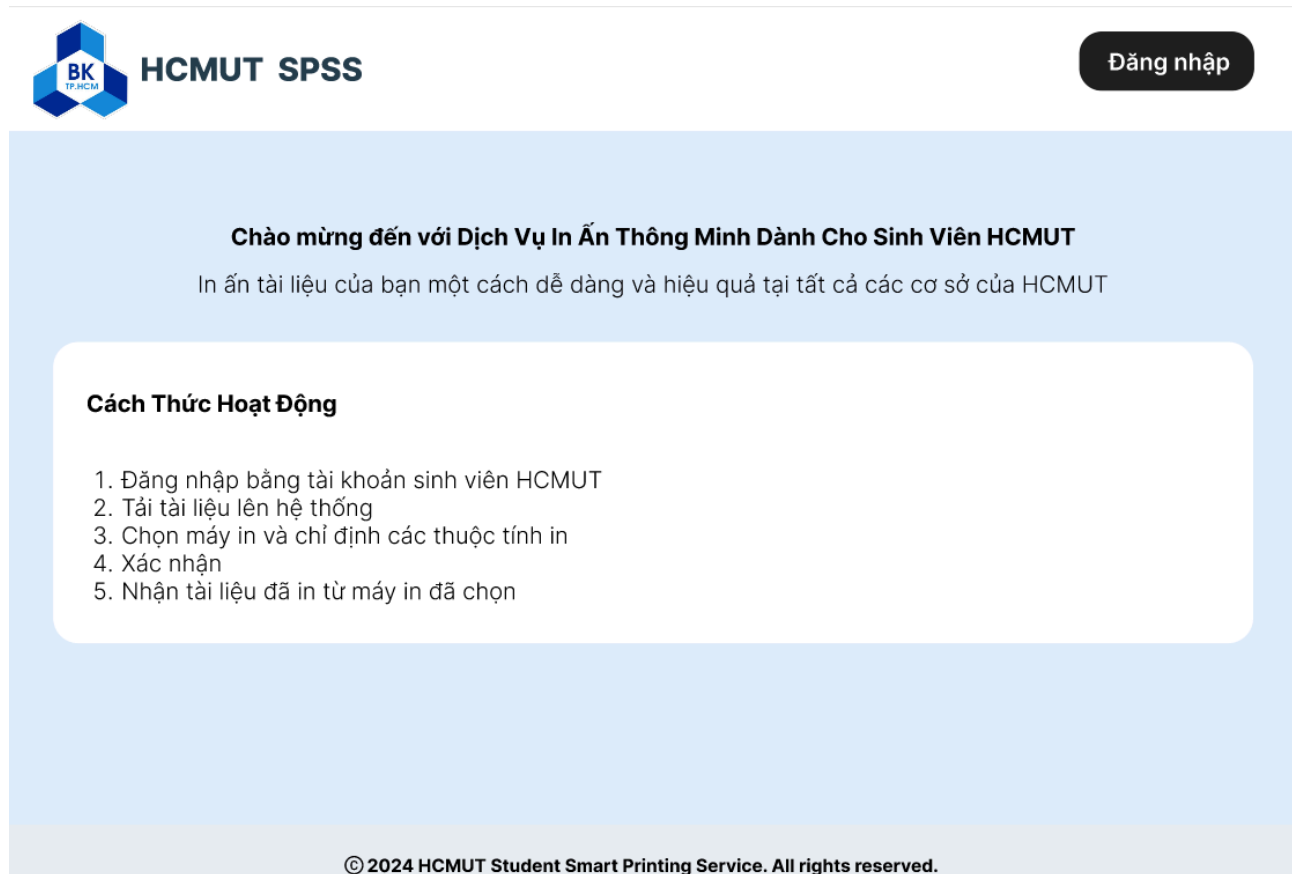 BK
TP.HCM
HCMUT SPSS
Đăng nhập
Chào mừng đến với Dịch Vụ In Ấn Thông Minh Dành Cho Sinh Viên HCMUT
In ấn tài liệu của bạn một cách dễ dàng và hiệu quả tại tất cả các cơ sở của HCMUT
Cách Thức Hoạt Động
1. Đăng nhập bằng tài khoản sinh viên HCMUT
2. Tải tài liệu lên hệ thống
3. Chọn máy in và chỉ định các thuộc tính in
4. Xác nhận
5. Nhận tài liệu đã in từ máy in đã chọn
© 2024 HCMUT Student Smart Printing Service. All rights reserved.